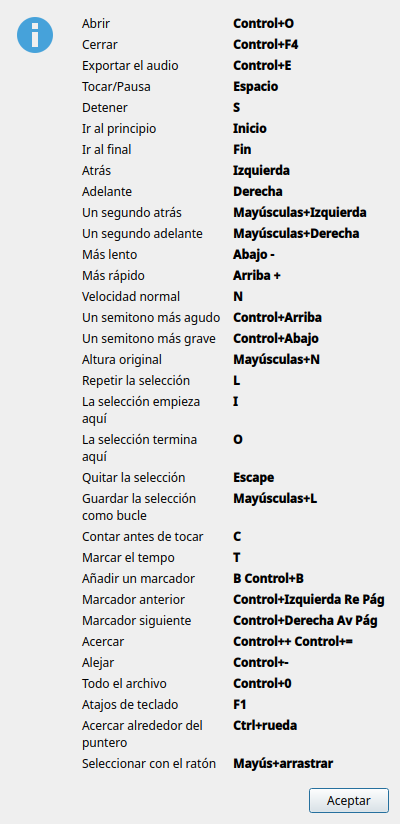 Abrir Control+O
Cerrar Control+F4
Exportar el audio Control+E
Tocar/Pausa Espacio
Detener S
Ir al principio Inicio
Ir al final Fin
Atrás Izquierda
Adelante Derecha
Un segundo atrás Mayúsculas+Izquierda
Un segundo adelante Mayúsculas+Derecha
Más lento Abajo -
Más rápido Arriba +
Velocidad normal N
Un semitono más agudo Control+Arriba
Un semitono más grave Control+Abajo
Altura original Mayúsculas+N
Repetir la selección L
La selección empieza I
aquí
La selección termina O
aquí
Quitar la selección Escape
Guardar la selección Mayúsculas+L
como bucle
Contar antes de tocar C
Marcar el tempo T
Añadir un marcador B Control+B
Marcador anterior Control+Izquierda Re Pág
Marcador siguiente Control+Derecha Av Pág
Acercar Control++ Control+=
Alejar Control+-
Todo el archivo Control+0
Atajos de teclado F1
Acercar alrededor del Ctrl+rueda
puntero
Seleccionar con el ratón Mayús+arrastrar
Aceptar